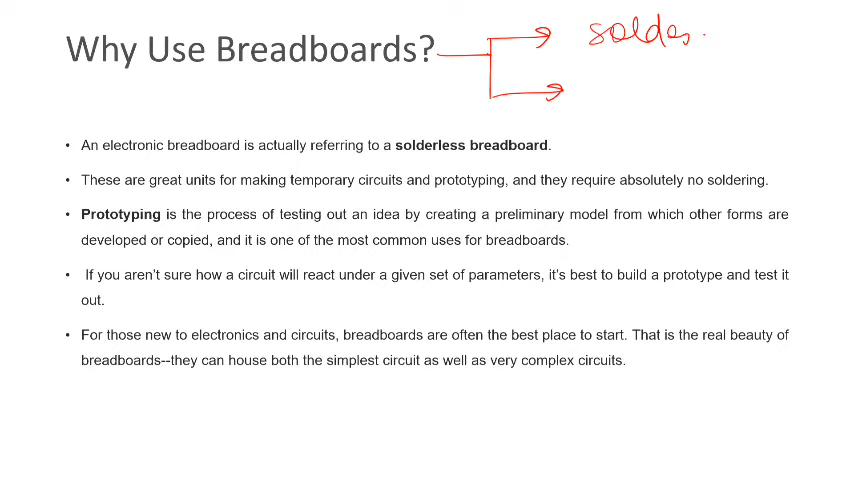 Why Use Breadboards?
solder
• An electronic breadboard is actually referring to a solderless breadboard.
• These are great units for making temporary circuits and prototyping, and they require absolutely no soldering.
• Prototyping is the process of testing out an idea by creating a preliminary model from which other forms are
developed or copied, and it is one of the most common uses for breadboards.
• If you aren’t sure how a circuit will react under a given set of parameters, it’s best to build a prototype and test it
out.
• For those new to electronics and circuits, breadboards are often the best place to start. That is the real beauty of
breadboards--they can house both the simplest circuit as well as very complex circuits.